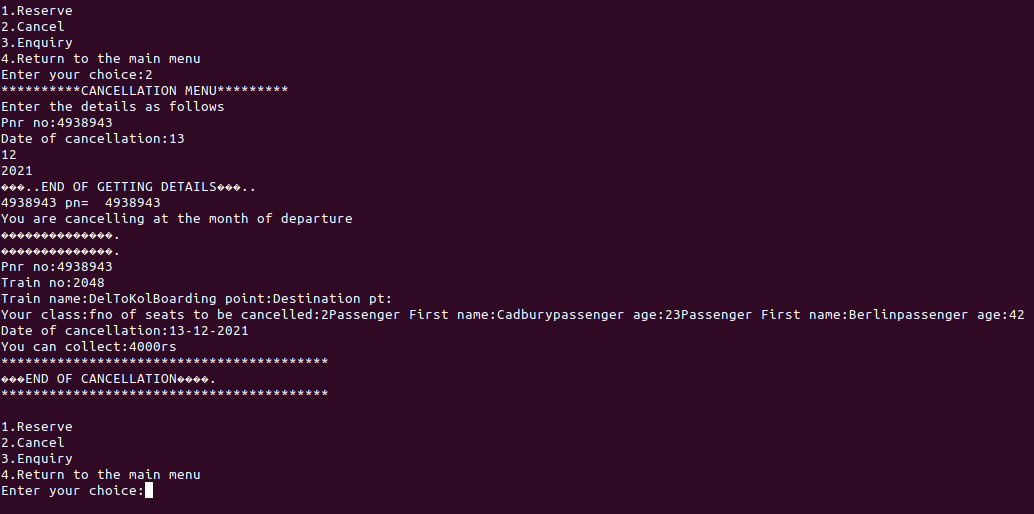 1.Reserve
2.Cancel
3.Enquiry
4.Return to the main menu
Enter your choice:2
**********CANCELLATION MENU*********
Enter the details as follows
Pnr no:4938943
Date of cancellation:13
12
2021
���..END OF GETTING DETAILS���..
4938943 pn=  4938943
You are cancelling at the month of departure
��������������.
��������������.
Pnr no:4938943
Train no:2048
Train name:DelToKolBoarding point:Destination pt:
Your class:fno of seats to be cancelled:2Passenger First name:Cadburypassenger age:23Passenger First name:Berlinpassenger age:42
Date of cancellation:13-12-2021
You can collect:4000rs
*****************************************
���END OF CANCELLATION����.
*****************************************
1.Reserve
2.Cancel
3.Enquiry
4.Return to the main menu
Enter your choice: